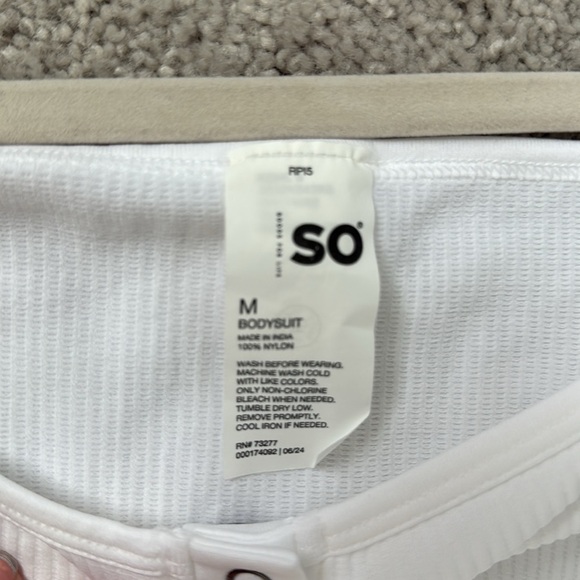 RP15
SO
M
BODYSUIT
MADE IN INDIA
100% NYLON
WASH BEFORE WEARING.
MACHINE WASH COLD
WITH LIKE COLORS.
ONLY NON-CHLORINE
BLEACH WHEN NEEDED.
TUMBLE DRY LOW.
REMOVE PROMPTLY.
COOL IRON IF NEEDED.
RN# 73277
000174092 | 06/24